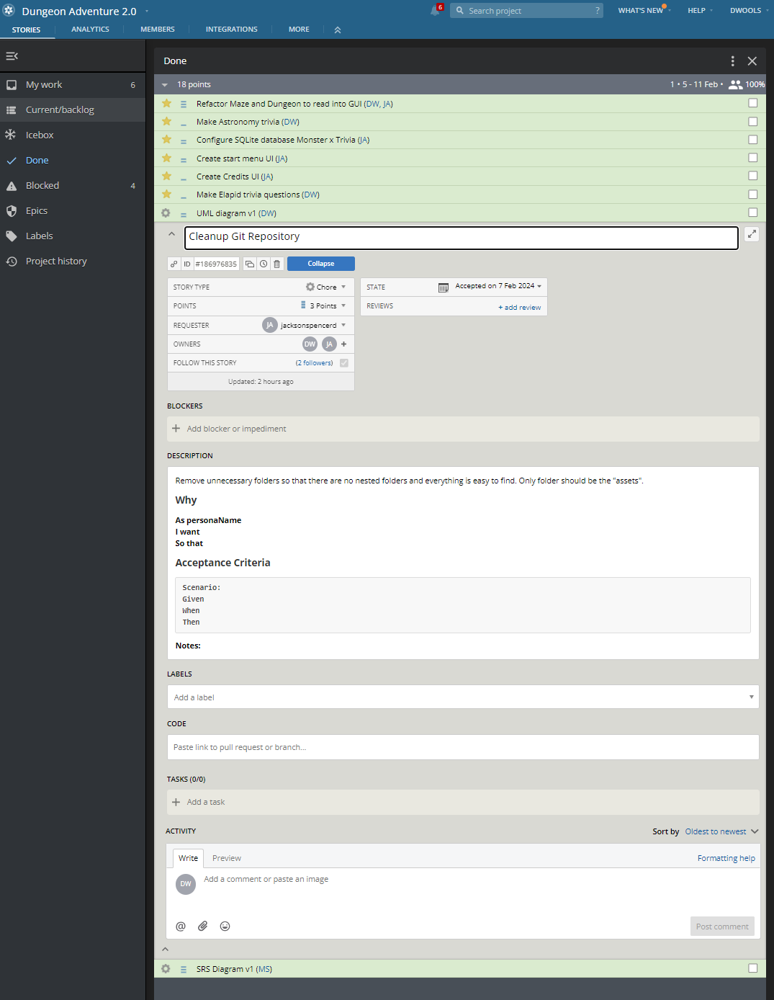 Dungeon Adventure 2.0
6
Search project
?
WHAT'S NEW
HELP
DWOOLS
STORIES
ANALYTICS
MEMBERS
INTEGRATIONS
MORE
My work
6
Current/backlog
Icebox
Done
Blocked
4
Epics
Labels
Project history
Done
18 points
1 • 5 - 11 Feb •
100%
Refactor Maze and Dungeon to read into GUI (DW, JA)
Make Astronomy trivia (DW)
Configure SQLite database Monster x Trivia (JA)
Create start menu UI (JA)
Create Credits UI (JA)
Make Elapid trivia questions (DW)
UML diagram v1 (DW)
Cleanup Git Repository
ID
#186976835
Collapse
STORY TYPE
Chore
POINTS
3 Points
REQUESTER
JA
jacksonspencerd
OWNERS
DW
JA
+
FOLLOW THIS STORY
(2 followers)
Updated: 2 hours ago
STATE
Accepted on 7 Feb 2024
REVIEWS
+ add review
BLOCKERS
+ Add blocker or impediment
DESCRIPTION
Remove unnecessary folders so that there are no nested folders and everything is easy to find. Only folder should be the "assets".
Why
As personaName
I want
So that
Acceptance Criteria
Scenario:
Given
When
Then
Notes:
LABELS
Add a label
CODE
Paste link to pull request or branch...
TASKS (0/0)
+ Add a task
ACTIVITY
Sort by Oldest to newest
Write
Preview
Formatting help
DW
Add a comment or paste an image
@
Post comment
SRS Diagram v1 (MS)